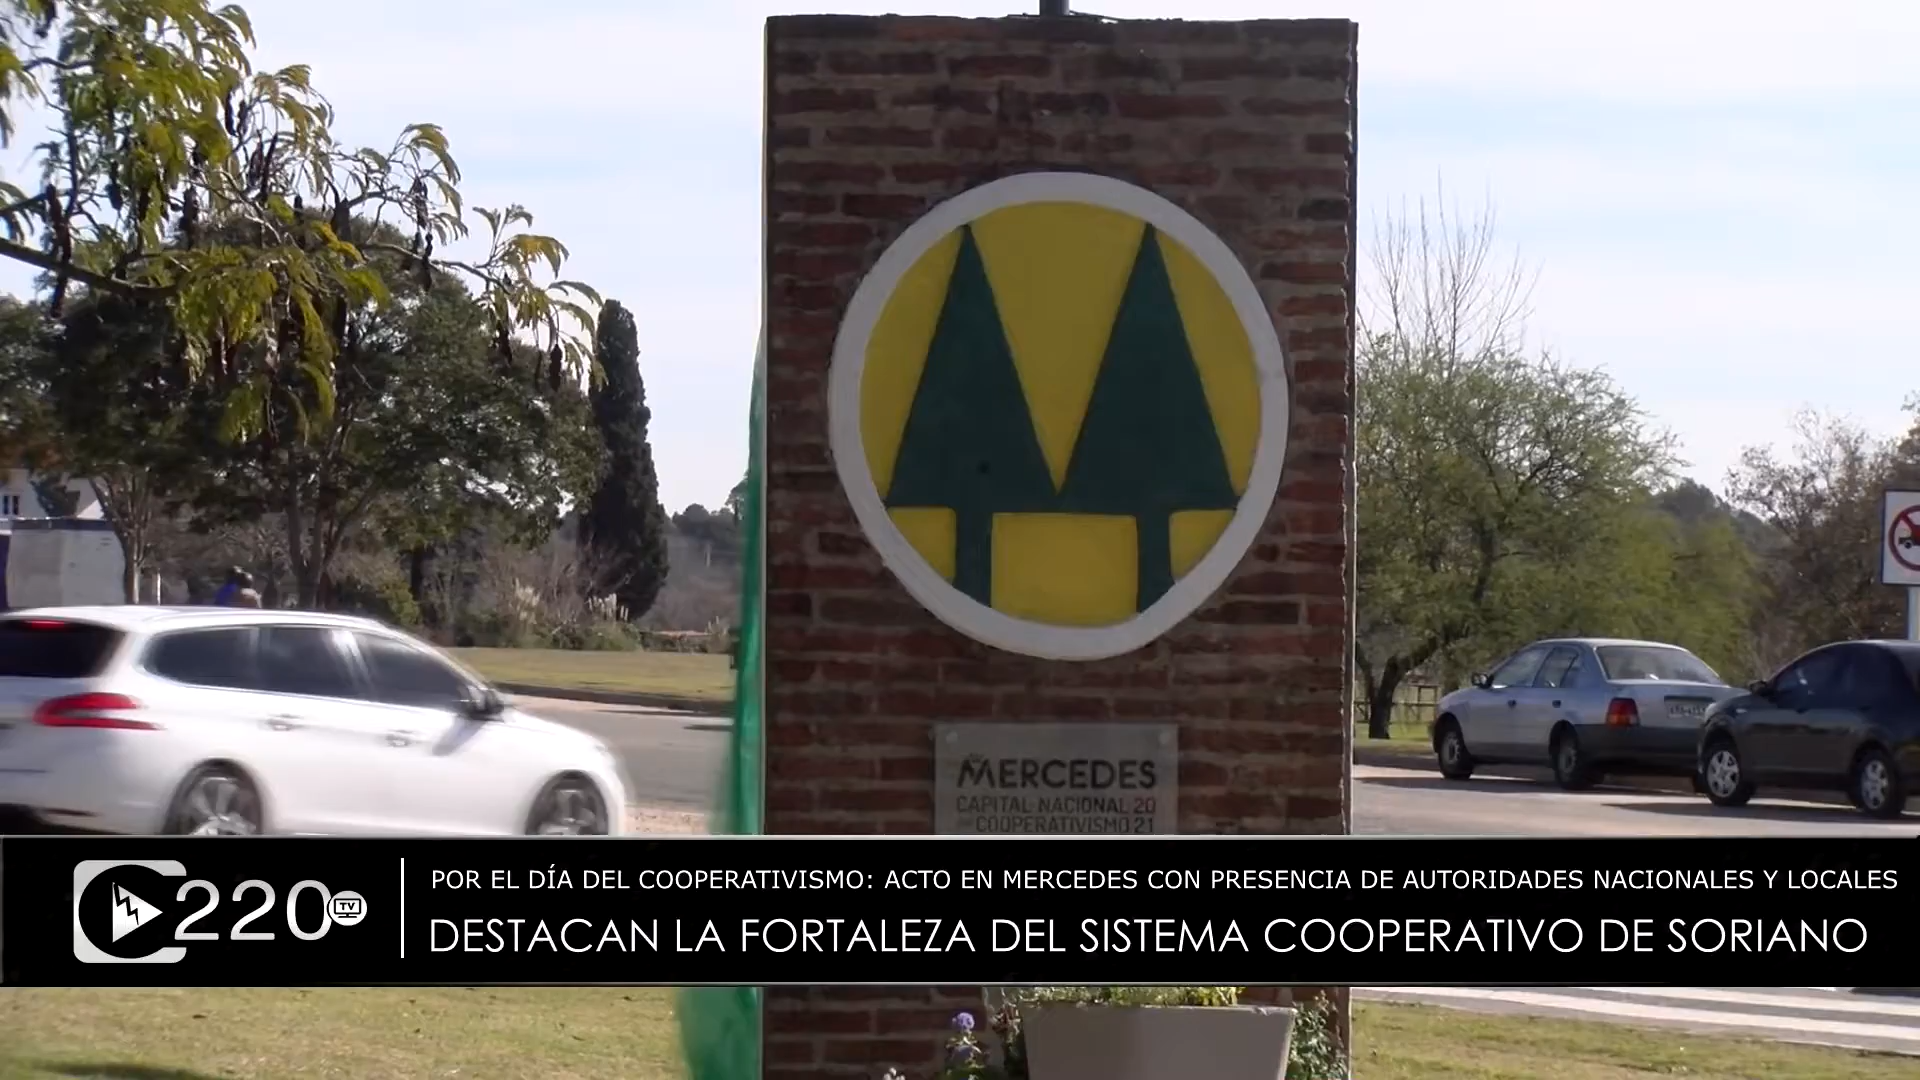 MERCEDES
CAPITAL NACIONAL 20
COOPERATIVISMO 21
220
TV
POR EL DÍA DEL COOPERATIVISMO: ACTO EN MERCEDES CON PRESENCIA DE AUTORIDADES NACIONALES Y LOCALES
DESTACAN LA FORTALEZA DEL SISTEMA COOPERATIVO DE SORIANO